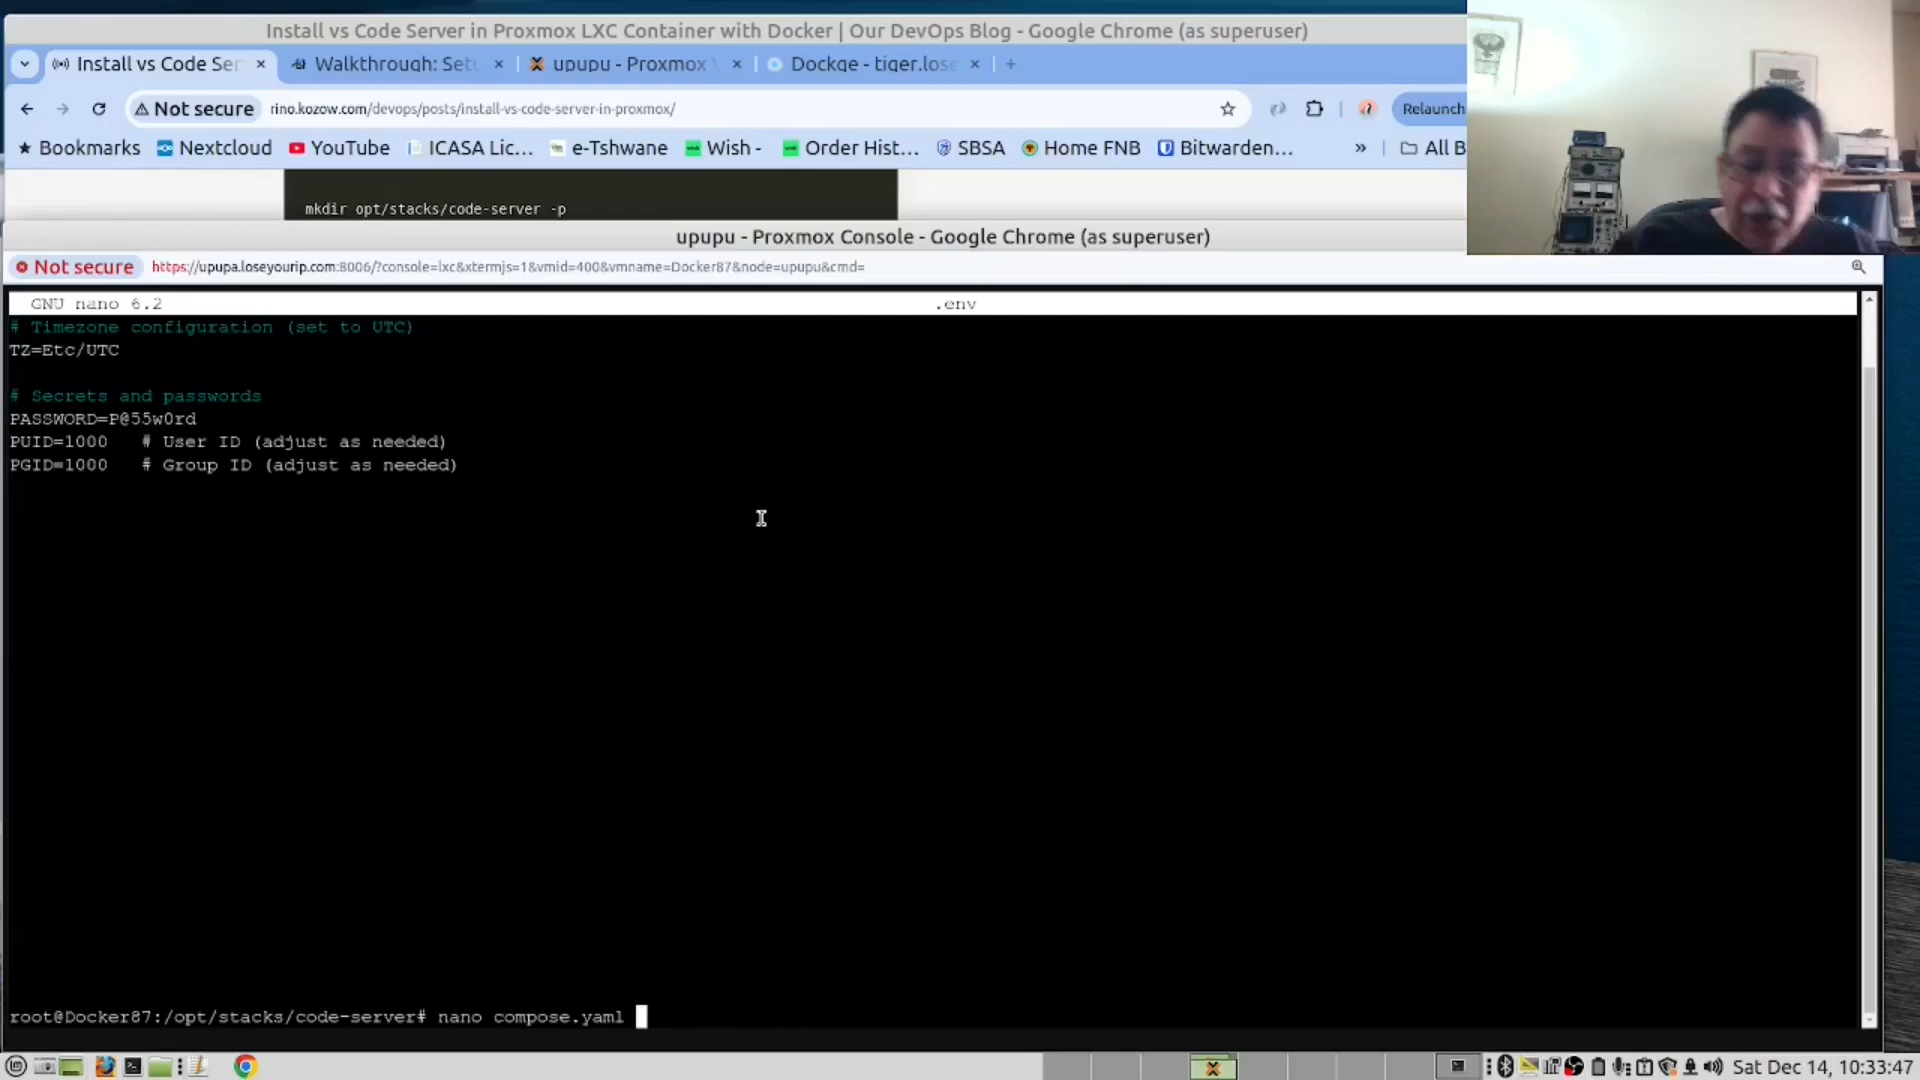 Install vs Code Server in Proxmox LXC Container with Docker | Our DevOps Blog - Google Chrome (as superuser)
Install vs Code Ser
Walkthrough: Setu
upupu - Proxmox V
Dockge - tiger.lose
Not secure rino.kozow.com/devops/posts/install-vs-code-server-in-proxmox/
Relaunch
Bookmarks Nextcloud YouTube ICASA Lic... e-Tshwane Wish - Order Hist... SBSA Home FNB Bitwarden... » All B
mkdir opt/stacks/code-server -p
upupu - Proxmox Console - Google Chrome (as superuser)
Not secure https://upupa.loseyourip.com:8006/?console=lxc&xtermjs=1&vmid=400&vmname=Docker87&node=upupu&cmd=
GNU nano 6.2 .env
# Timezone configuration (set to UTC)
TZ=Etc/UTC
# Secrets and passwords
PASSWORD=P@55w0rd
PUID=1000 # User ID (adjust as needed)
PGID=1000 # Group ID (adjust as needed)
root@Docker87:/opt/stacks/code-server# nano compose.yaml
Sat Dec 14, 10:33:47